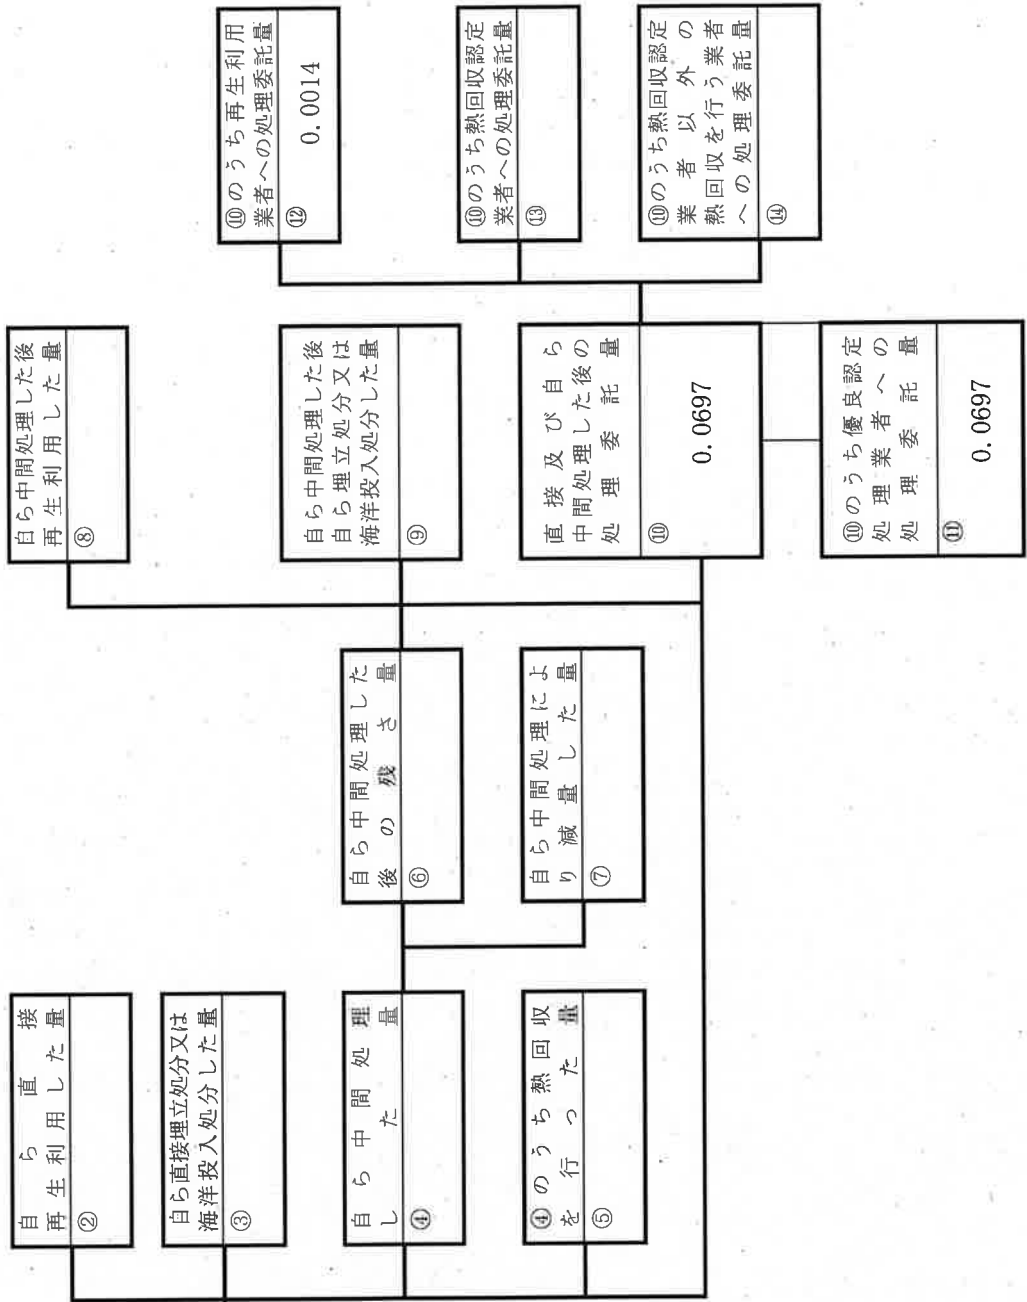 自ら直接
再生利用した量
②
自ら直接埋立処分又は
海洋投入処分した量
③
自ら中間処理
した量
④
④のうち熱回収
を行った量
⑤
自ら中間処理した
後の残さ量
⑥
自ら中間処理によ
り減量した量
⑦
自ら中間処理した後
再生利用した量
⑧
自ら中間処理した後
自ら埋立処分又は
海洋投入処分した量
⑨
直接及び自ら
中間処理した後の
処理委託量
⑩
0.0697
⑩のうち優良認定
処理業者への
処理委託量
⑪
0.0697
⑩のうち再生利用
業者への処理委託量
⑫
0.0014
⑩のうち熱回収認定
業者への処理委託量
⑬
⑩のうち熱回収認定
業者以外の
熱回収を行う業者
への処理委託量
⑭